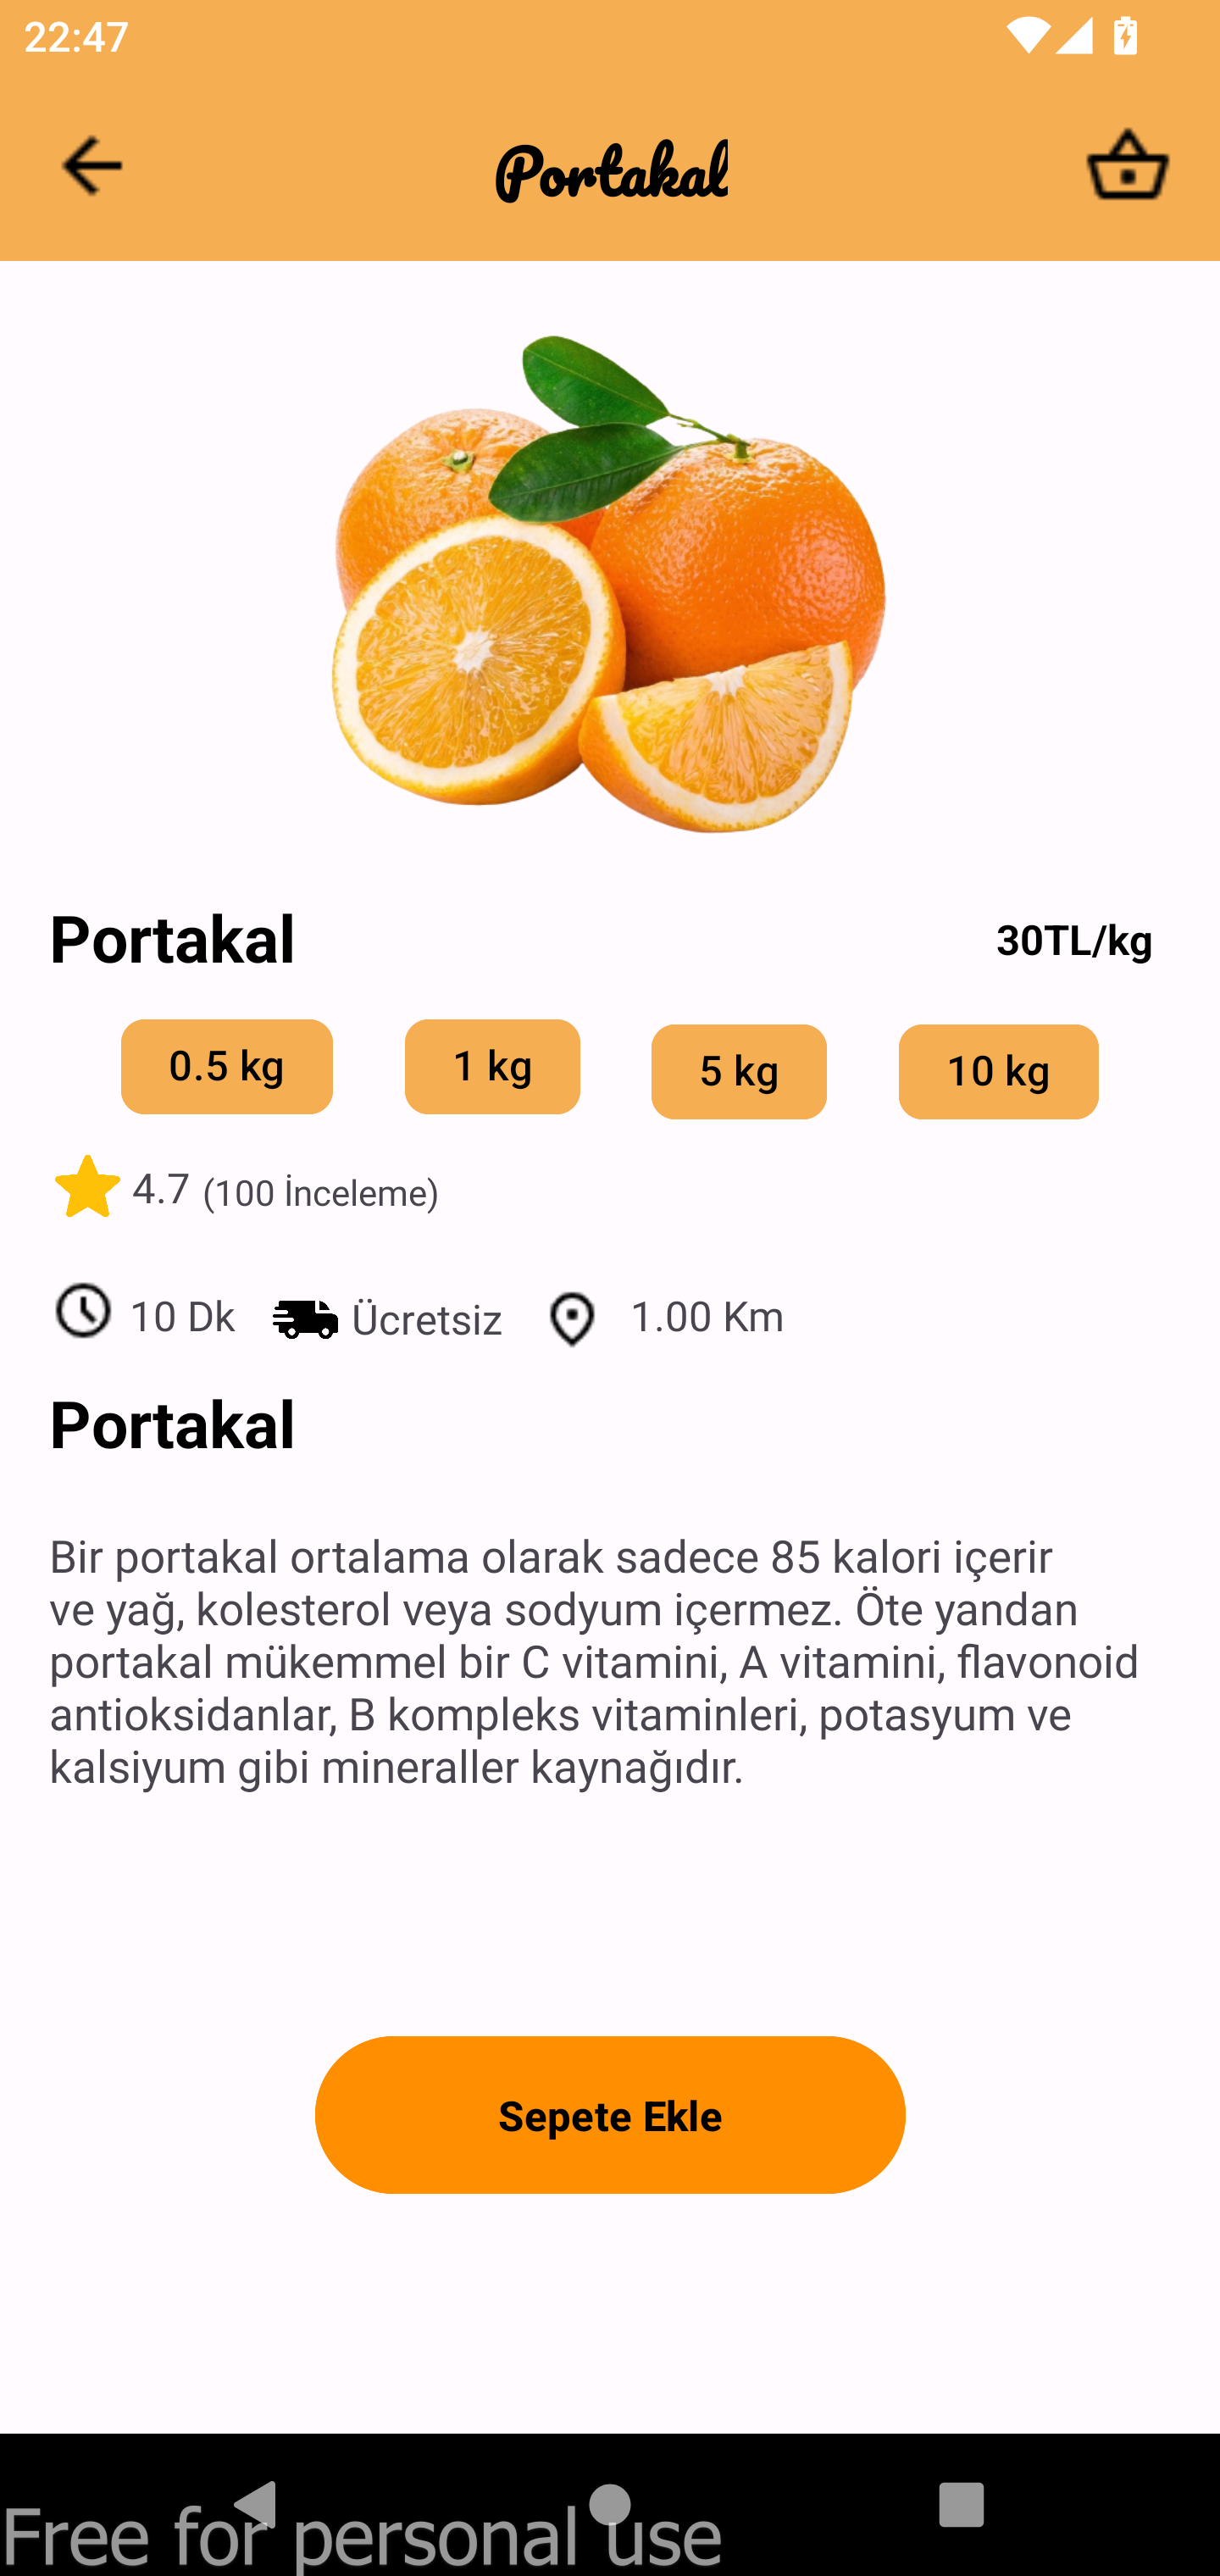 22:47
Portakal
Portakal
30TL/kg
0.5 kg
1 kg
5 kg
10 kg
4.7 (100 İnceleme)
10 Dk
Ücretsiz
1.00 Km
Portakal
Bir portakal ortalama olarak sadece 85 kalori içerir
ve yağ, kolesterol veya sodyum içermez. Öte yandan
portakal mükemmel bir C vitamini, A vitamini, flavonoid
antioksidanlar, B kompleks vitaminleri, potasyum ve
kalsiyum gibi mineraller kaynağıdır.
Sepete Ekle
Free for personal use